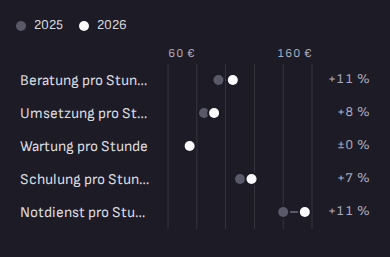 2025 2026
60 € 160 €
Beratung pro Stun... +11 %
Umsetzung pro St... +8 %
Wartung pro Stunde ±0 %
Schulung pro Stun... +7 %
Notdienst pro Stu... +11 %